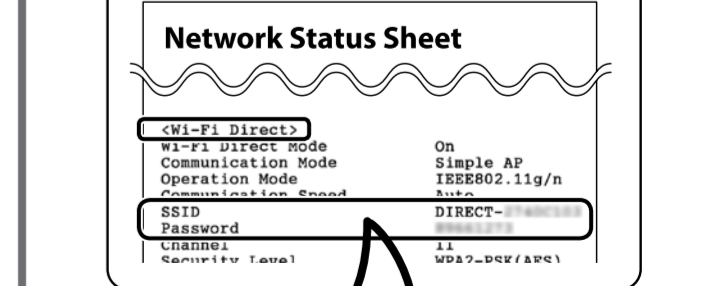 Network Status Sheet
<Wi-Fi Direct>
Wi-Fi Direct Mode On
Communication Mode Simple AP
Operation Mode IEEE802.11g/n
Communication Speed Auto
SSID DIRECT-
Password
Channel 11
Security Level WPA2-PSK(AES)